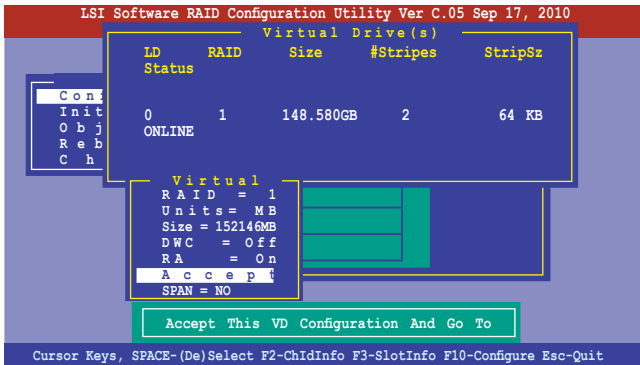 LSI Software RAID Configuration Utility Ver C.05 Sep 17, 2010
Virtual Drive(s)
LD RAID Size #Stripes StripSz
Status
0 1 148.580GB 2 64 KB
ONLINE
Con
Init
Obj
Reb
Ch
Virtual
RAID = 1
Units= MB
Size = 152146MB
DWC = Off
RA = On
Accept
SPAN = NO
Accept This VD Configuration And Go To
Cursor Keys, SPACE-(De)Select F2-ChIdInfo F3-SlotInfo F10-Configure Esc-Quit